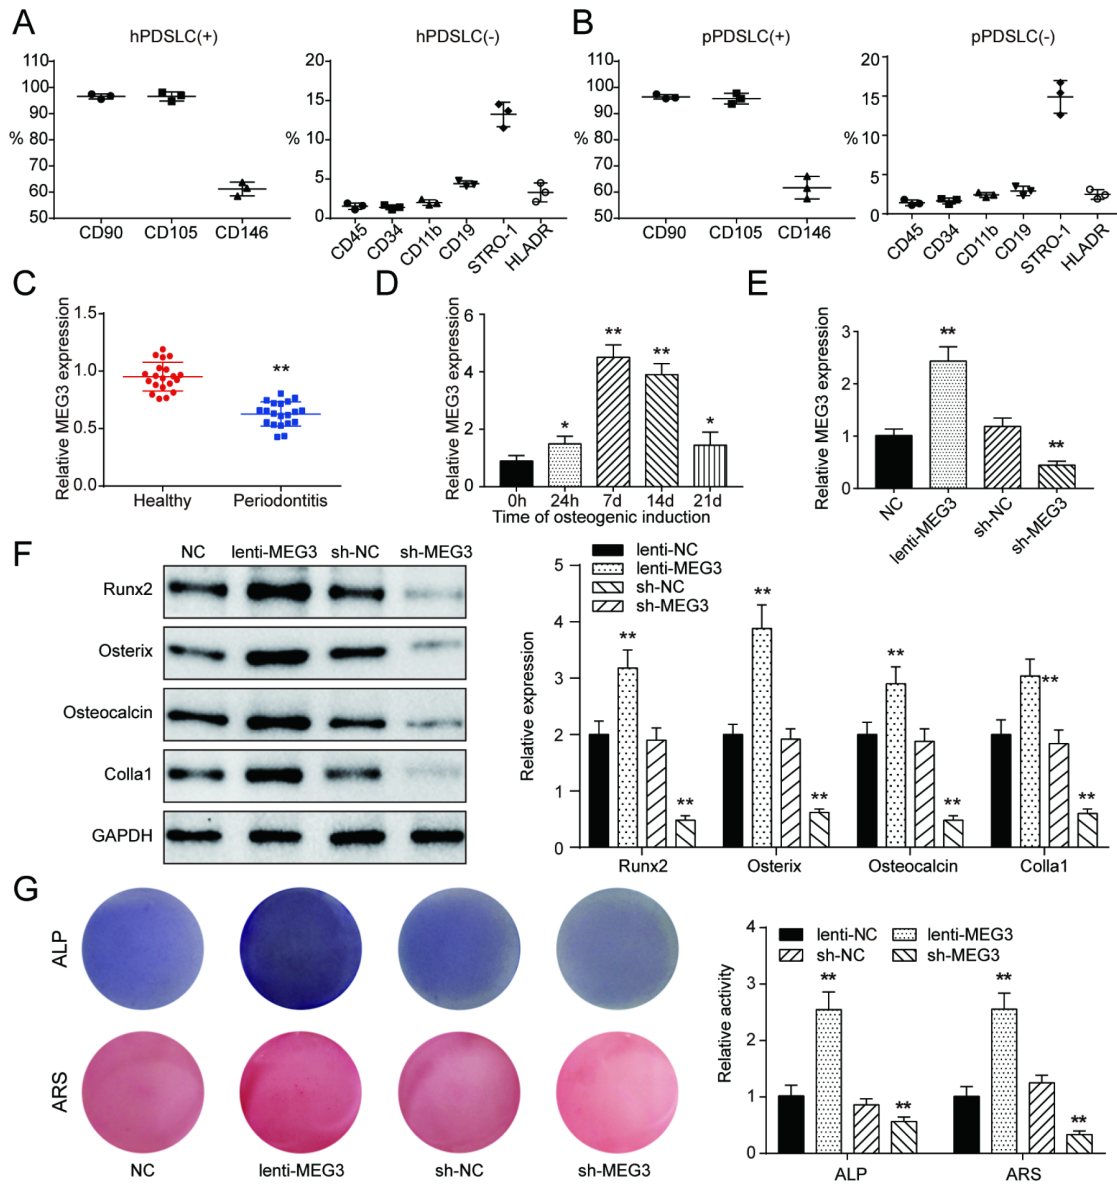 A
hPDSLC(+)
hPDSLC(-)
B
pPDSLC(+)
pPDSLC(-)
110
100
90
80
70
60
50
%
CD90 CD105 CD146
20
15
10
5
0
CD45 CD34 CD11b CD19 STRO-1 HLADR
110
100
90
80
70
60
50
%
CD90 CD105 CD146
20
15
10
5
0
%
CD45 CD34 CD11b CD19 STRO-1 HLADR
C
Relative MEG3 expression
1.5
1.0
0.5
0.0
**
Healthy Periodontitis
D
Relative MEG3 expression
6
4
2
0
* ** ** *
0h 24h 7d 14d 21d
Time of osteogenic induction
E
Relative MEG3 expression
3
2
1
0
** **
NC lenti-MEG3 sh-NC sh-MEG3
F
NC lenti-MEG3 sh-NC sh-MEG3
Runx2
Osterix
Osteocalcin
Colla1
GAPDH
lenti-NC
lenti-MEG3
sh-NC
sh-MEG3
Relative expression
5
4
3
2
1
0
** ** ** ** ** ** ** **
Runx2 Osterix Osteocalcin Colla1
G
ALP
ARS
NC lenti-MEG3 sh-NC sh-MEG3
lenti-NC lenti-MEG3
sh-NC sh-MEG3
Relative activity
4
3
2
1
0
** ** ** **
ALP ARS